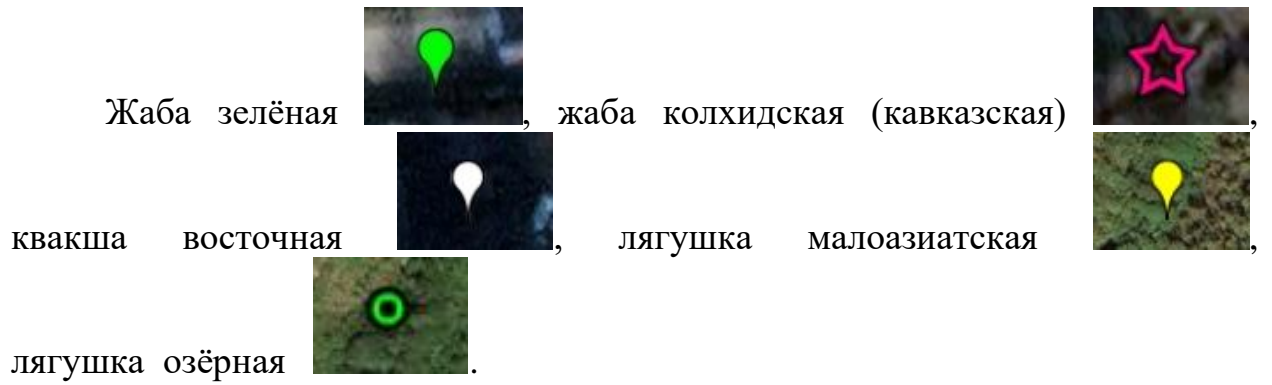 Жаба зелёная , жаба колхидская (кавказская) ,
квакша восточная , лягушка малоазиатская ,
лягушка озёрная .